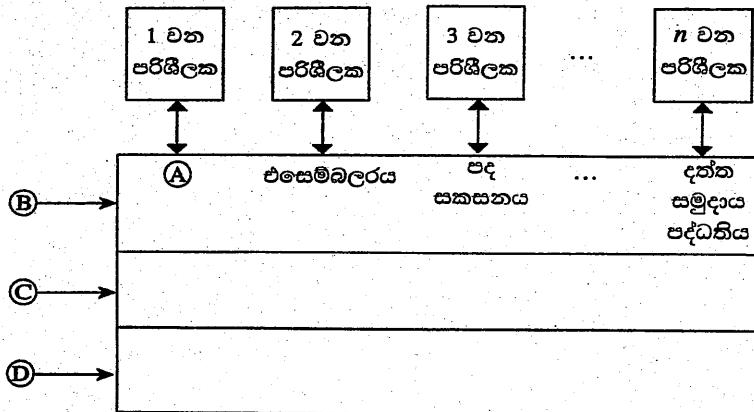 1 වන
පරිශීලක
2 වන
පරිශීලක
3 වන
පරිශීලක
...
n වන
පරිශීලක
A
එසෙම්බ්ලරය
පද
සකසනය
...
දත්ත
සමුදාය
පද්ධතිය
B
C
D